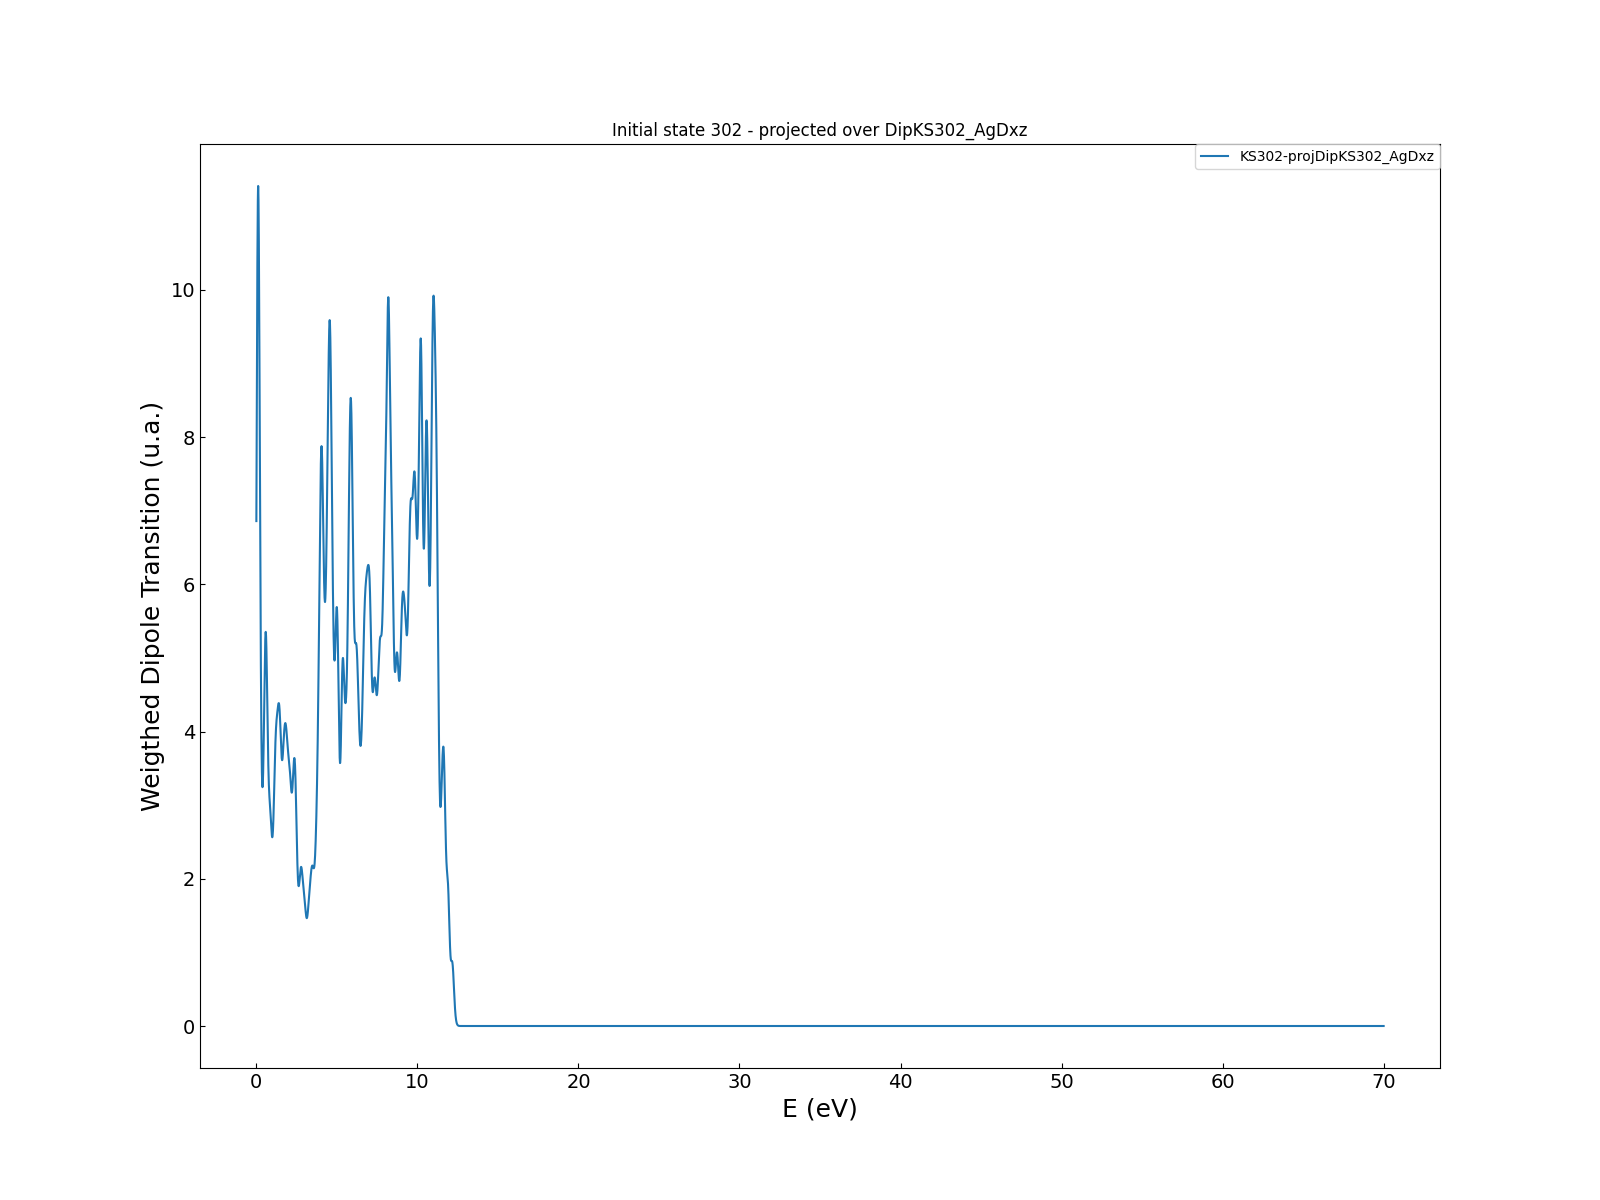 Initial state 302 - projected over DipKS302_AgDxz
KS302-projDipKS302_AgDxz
Weigthed Dipole Transition (u.a.)
10
8
6
4
2
0
0 10 20 30 40 50 60 70
E (eV)